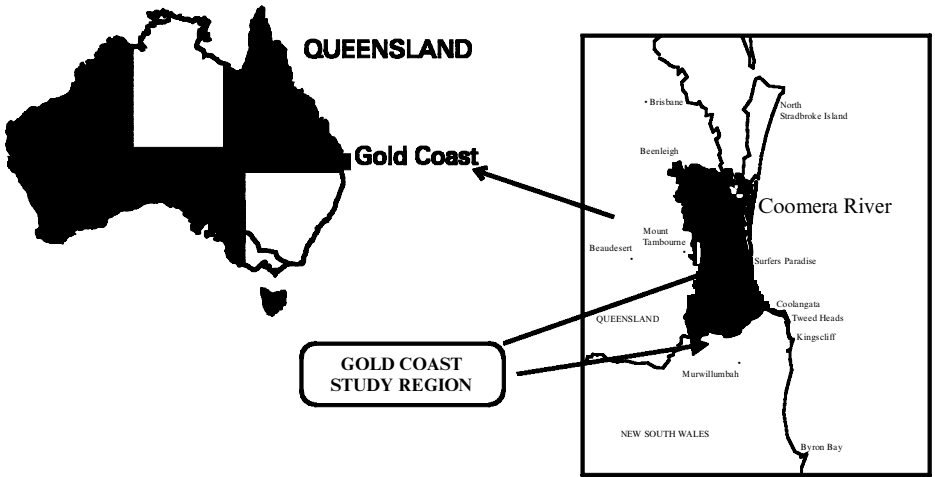 QUEENSLAND
Gold Coast
Brisbane
North
Stradbroke Island
Beenleigh
Coomera River
Mount
Tambourne
Beaudesert
Surfers Paradise
Coolangata
Tweed Heads
Kingscliff
QUEENSLAND
Murwillumbah
NEW SOUTH WALES
Byron Bay
GOLD COAST
STUDY REGION